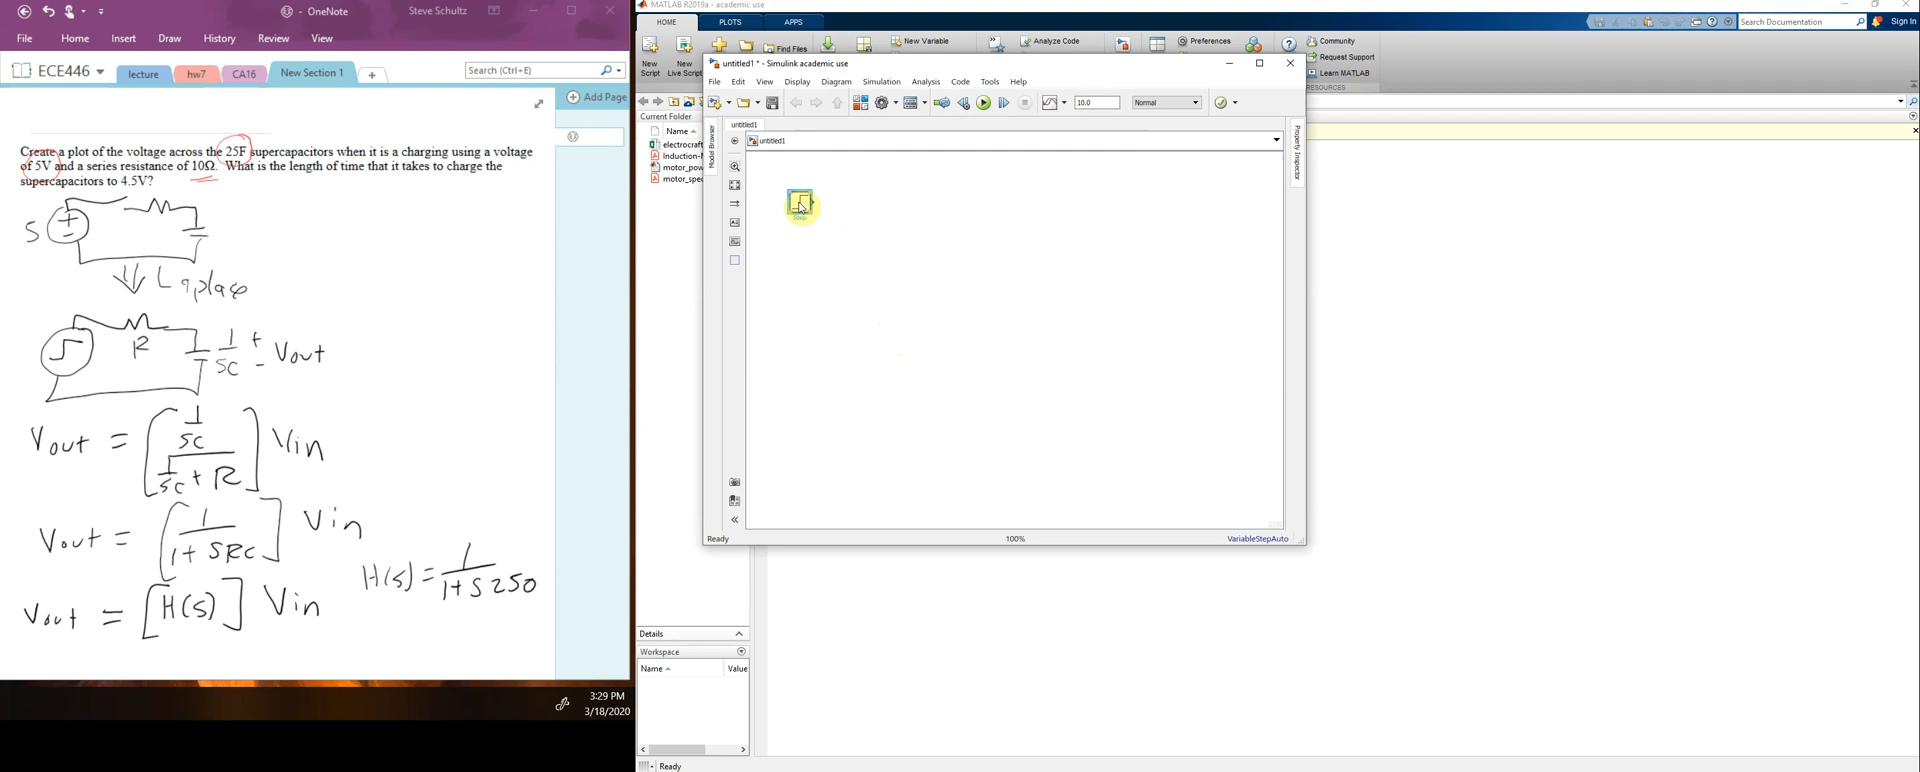 - OneNote
Steve Schultz
File Home Insert Draw History Review View
ECE446
lecture
hw7
CA16
New Section 1
+
Search (Ctrl+E)
Add Page
Create a plot of the voltage across the 25F supercapacitors when it is a charging using a voltage
of 5V and a series resistance of 10Ω. What is the length of time that it takes to charge the
supercapacitors to 4.5V?
5
+
-
Laplace
R
1/SC
+
-
Vout
Vout = [ (1/SC) / (1/SC + R) ] Vin
Vout = [ 1 / (1 + SRC) ] Vin
H(s) = 1 / (1+S250)
Vout = [H(s)] Vin
3:29 PM
3/18/2020
MATLAB R2019a - academic use
HOME PLOTS APPS
Search Documentation
Sign In
New Script
New Live Script
Find Files
New Variable
Analyze Code
Preferences
Community
Request Support
Learn MATLAB
RESOURCES
Current Folder
Name
electrocraf
Induction-M
motor_po
motor_spec
Details
Workspace
Name
Value
Ready
untitled1 * - Simulink academic use
File Edit View Display Diagram Simulation Analysis Code Tools Help
10.0
Normal
untitled1
untitled1
Model Browser
Property Inspector
Step
Ready
100%
VariableStepAuto